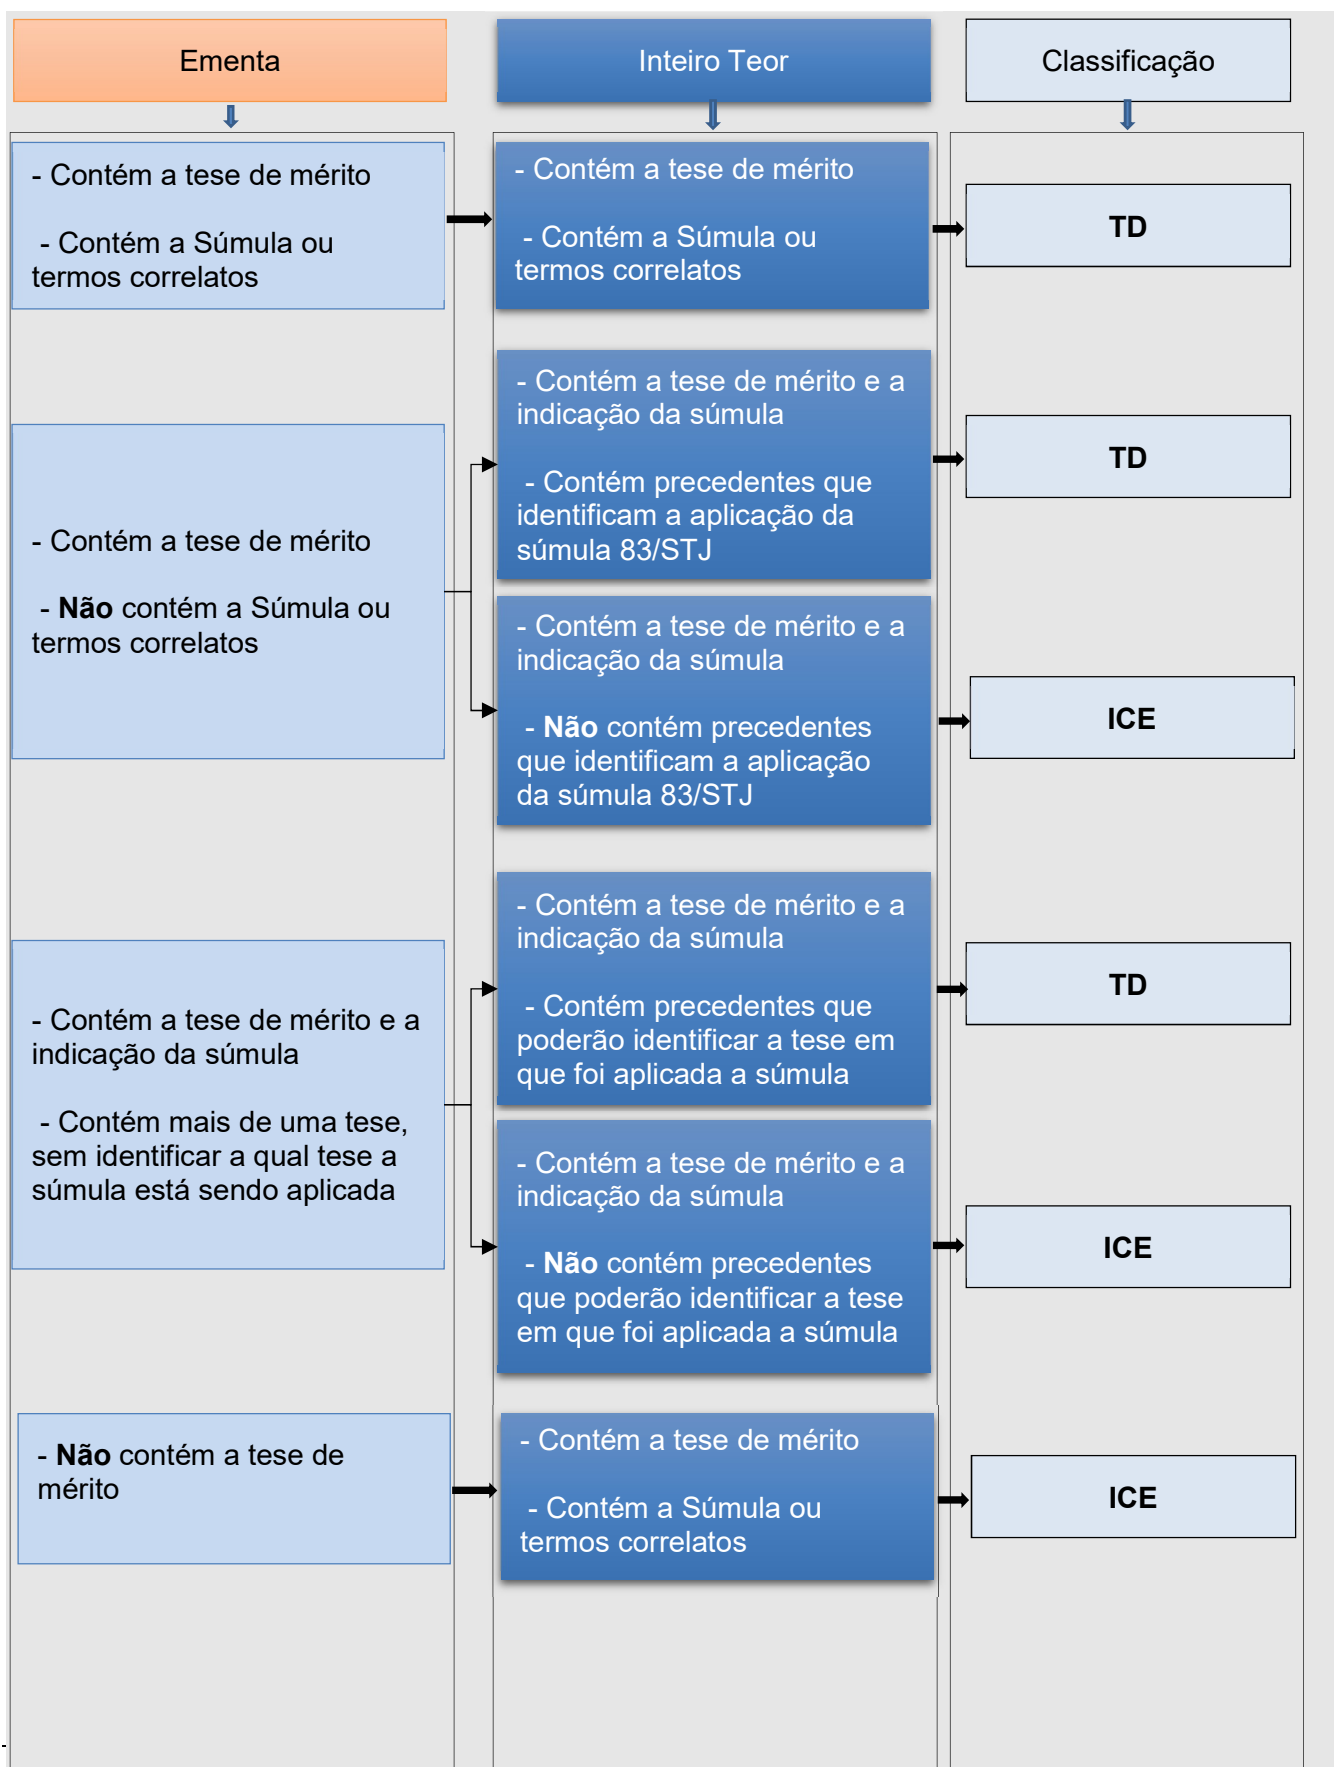 Ementa
Inteiro Teor
Classificação
- Contém a tese de mérito
- Contém a Súmula ou
termos correlatos
- Contém a tese de mérito
- Contém a Súmula ou
termos correlatos
TD
- Contém a tese de mérito
- Não contém a Súmula ou
termos correlatos
- Contém a tese de mérito e a
indicação da súmula
- Contém precedentes que
identificam a aplicação da
súmula 83/STJ
TD
- Contém a tese de mérito e a
indicação da súmula
- Não contém precedentes
que identificam a aplicação
da súmula 83/STJ
ICE
- Contém a tese de mérito e a
indicação da súmula
- Contém mais de uma tese,
sem identificar a qual tese a
súmula está sendo aplicada
- Contém a tese de mérito e a
indicação da súmula
- Contém precedentes que
poderão identificar a tese em
que foi aplicada a súmula
TD
- Contém a tese de mérito e a
indicação da súmula
- Não contém precedentes
que poderão identificar a tese
em que foi aplicada a súmula
ICE
- Não contém a tese de
mérito
- Contém a tese de mérito
- Contém a Súmula ou
termos correlatos
ICE